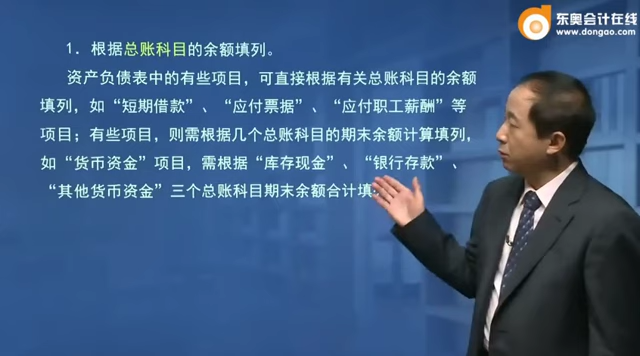 东奥会计在线
www.dongao.com
1．根据总账科目的余额填列。
资产负债表中的有些项目，可直接根据有关总账科目的余额
填列，如“短期借款”、“应付票据”、“应付职工薪酬”等
项目；有些项目，则需根据几个总账科目的期末余额计算填列，
如“货币资金”项目，需根据“库存现金”、“银行存款”、
“其他货币资金”三个总账科目期末余额合计填